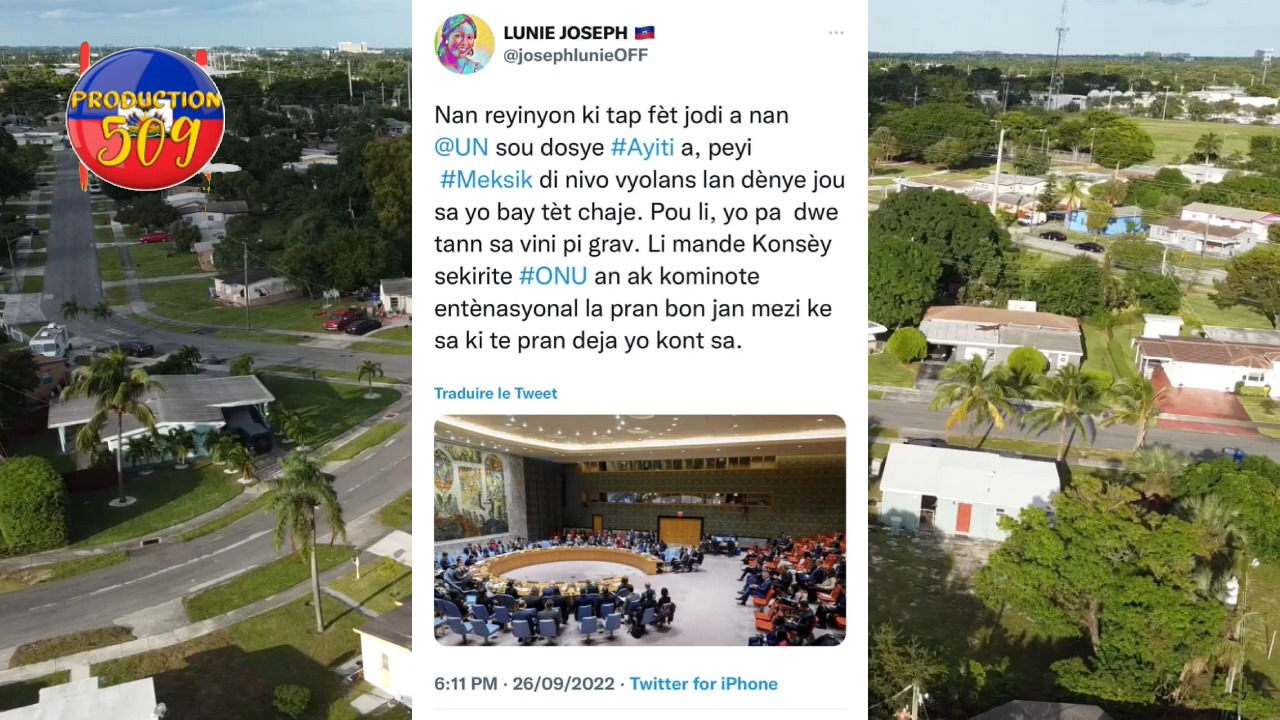 PRODUCTION
509
LUNIE JOSEPH 🇭🇹
@josephlunieOFF
Nan reyinyon ki tap fèt jodi a nan
@UN sou dosye #Ayiti a, peyi
#Meksik di nivo vyolans lan dènye jou
sa yo bay tèt chaje. Pou li, yo pa dwe
tann sa vini pi grav. Li mande Konsèy
sekirite #ONU an ak kominote
entènasyonal la pran bon jan mezi ke
sa ki te pran deja yo kont sa.
Traduire le Tweet
6:11 PM · 26/09/2022 · Twitter for iPhone